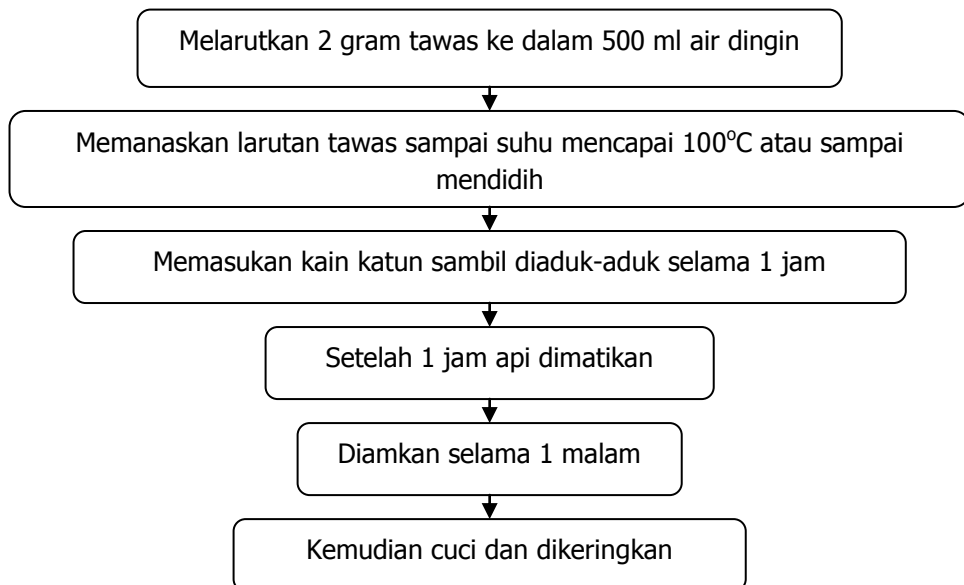 Melarutkan 2 gram tawas ke dalam 500 ml air dingin
Memanaskan larutan tawas sampai suhu mencapai 100°C atau sampai
mendidih
Memasukan kain katun sambil diaduk-aduk selama 1 jam
Setelah 1 jam api dimatikan
Diamkan selama 1 malam
Kemudian cuci dan dikeringkan